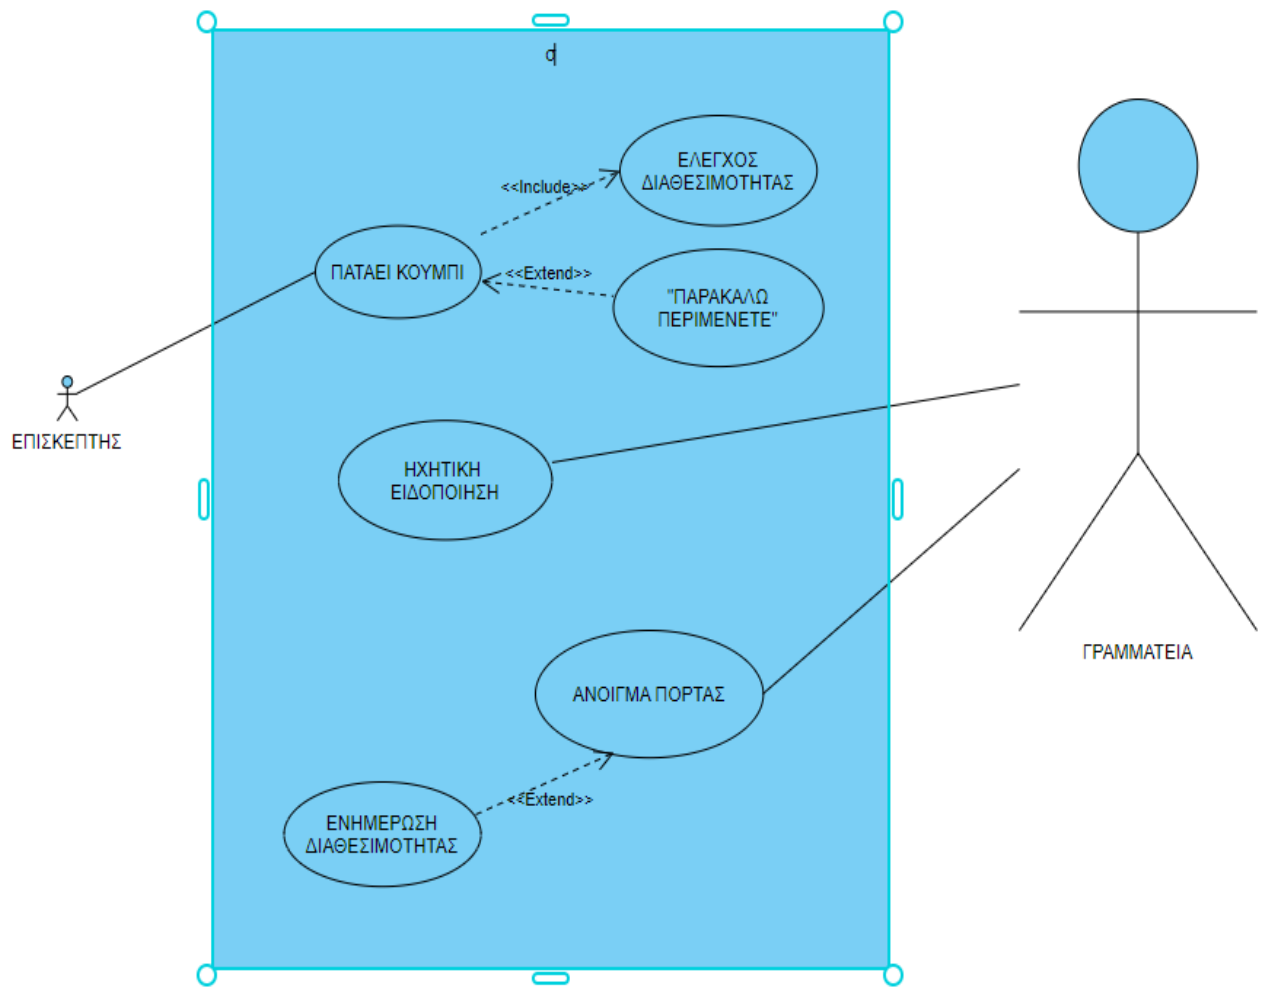 d
ΕΛΕΓΧΟΣ
ΔΙΑΘΕΣΙΜΟΤΗΤΑΣ
<<Include>>
ΠΑΤΑΕΙ ΚΟΥΜΠΙ
<<Extend>>
"ΠΑΡΑΚΑΛΩ
ΠΕΡΙΜΕΝΕΤΕ"
ΕΠΙΣΚΕΠΤΗΣ
ΗΧΗΤΙΚΗ
ΕΙΔΟΠΟΙΗΣΗ
ΓΡΑΜΜΑΤΕΙΑ
ΑΝΟΙΓΜΑ ΠΟΡΤΑΣ
<<Extend>>
ΕΝΗΜΕΡΩΣΗ
ΔΙΑΘΕΣΙΜΟΤΗΤΑΣ